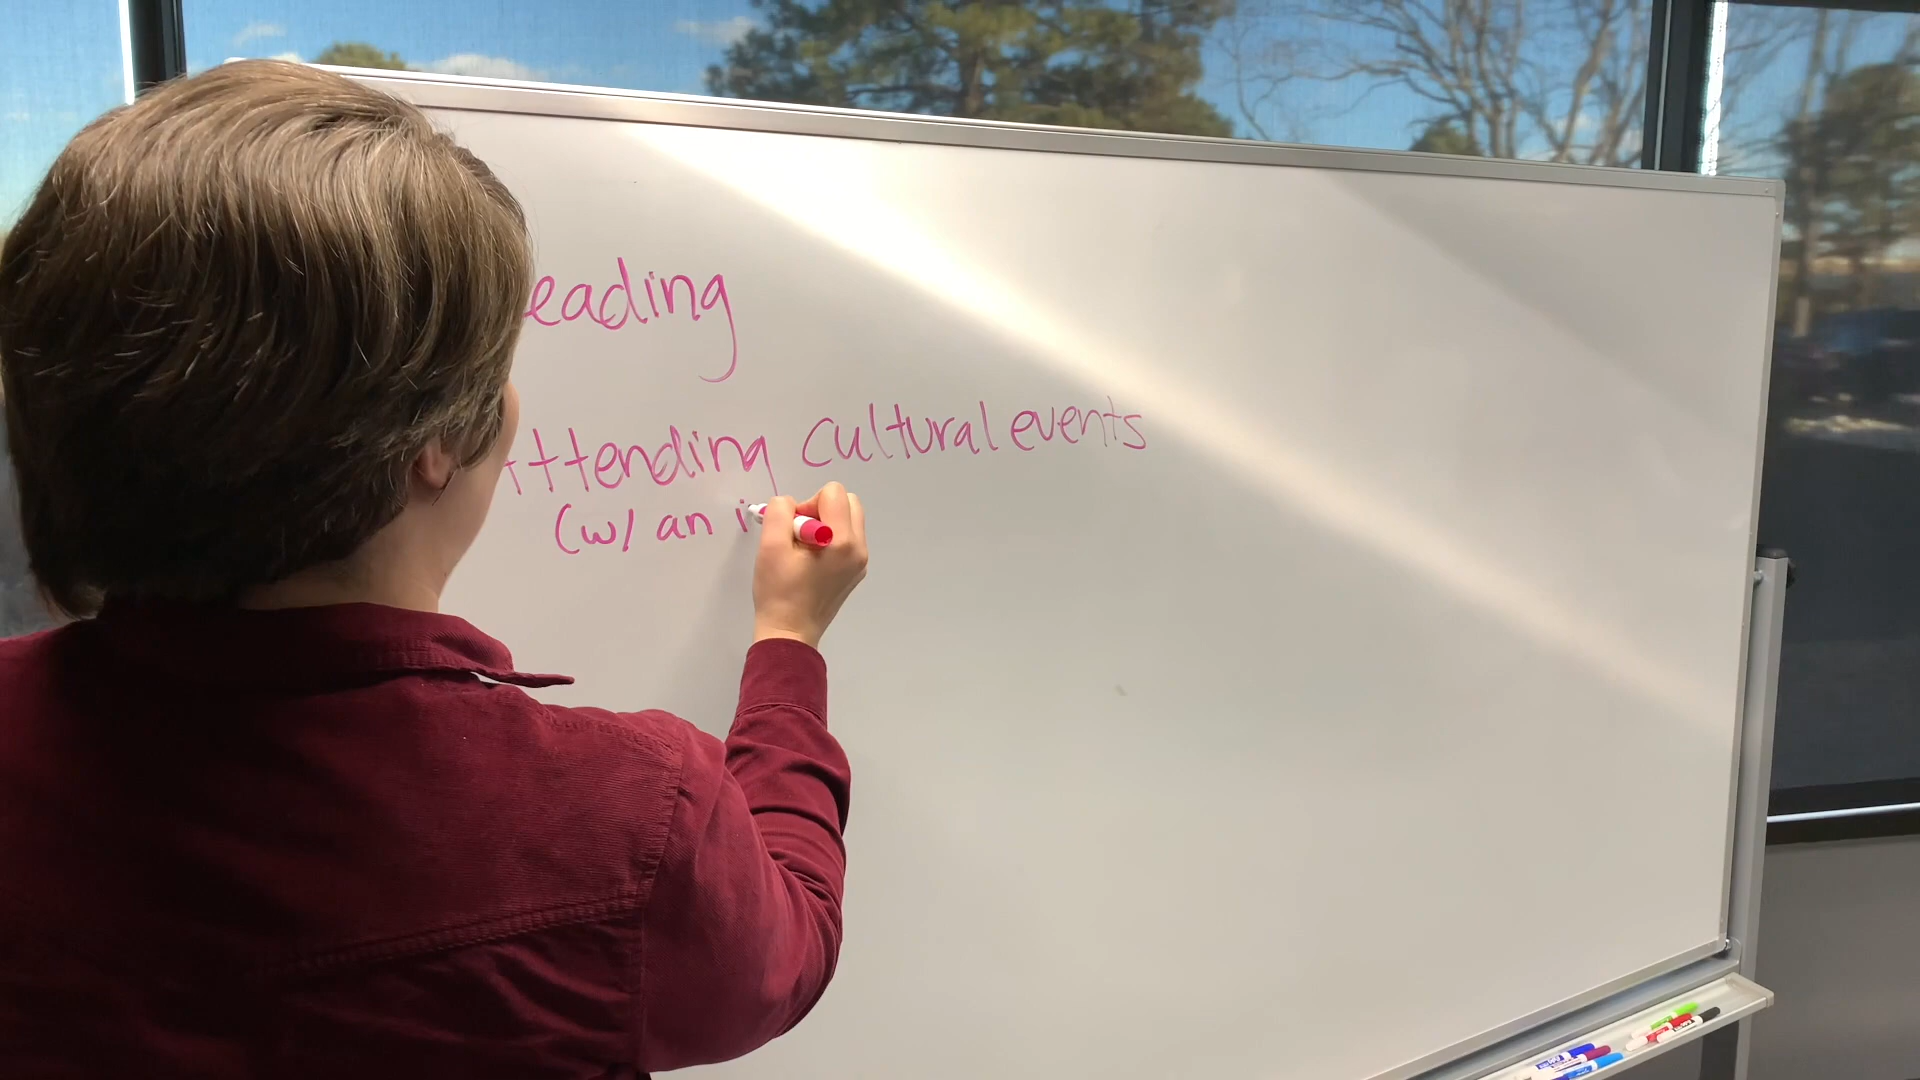 eading
ttending cultural events
(w/ an i